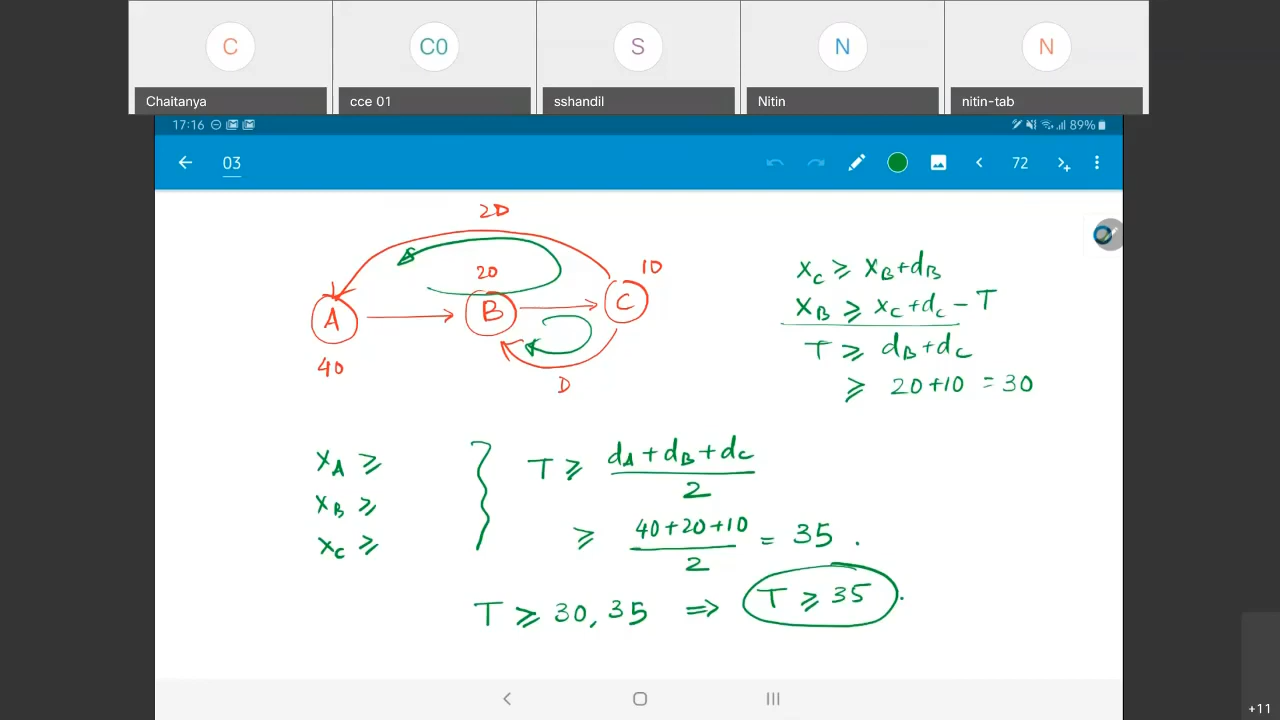 C CO S N N
Chaitanya cce 01 sshandil Nitin nitin-tab
17:16 89%
03 72
2D
20 10
A B C
40
D
x_C ≥ x_B + d_B
x_B ≥ x_C + d_C - T
T ≥ d_B + d_C
≥ 20+10 = 30
x_A ≥
x_B ≥
x_C ≥
T ≥ d_A + d_B + d_C
2
≥ 40+20+10 = 35 .
2
T ≥ 30, 35 ⇒ T ≥ 35 .
+11